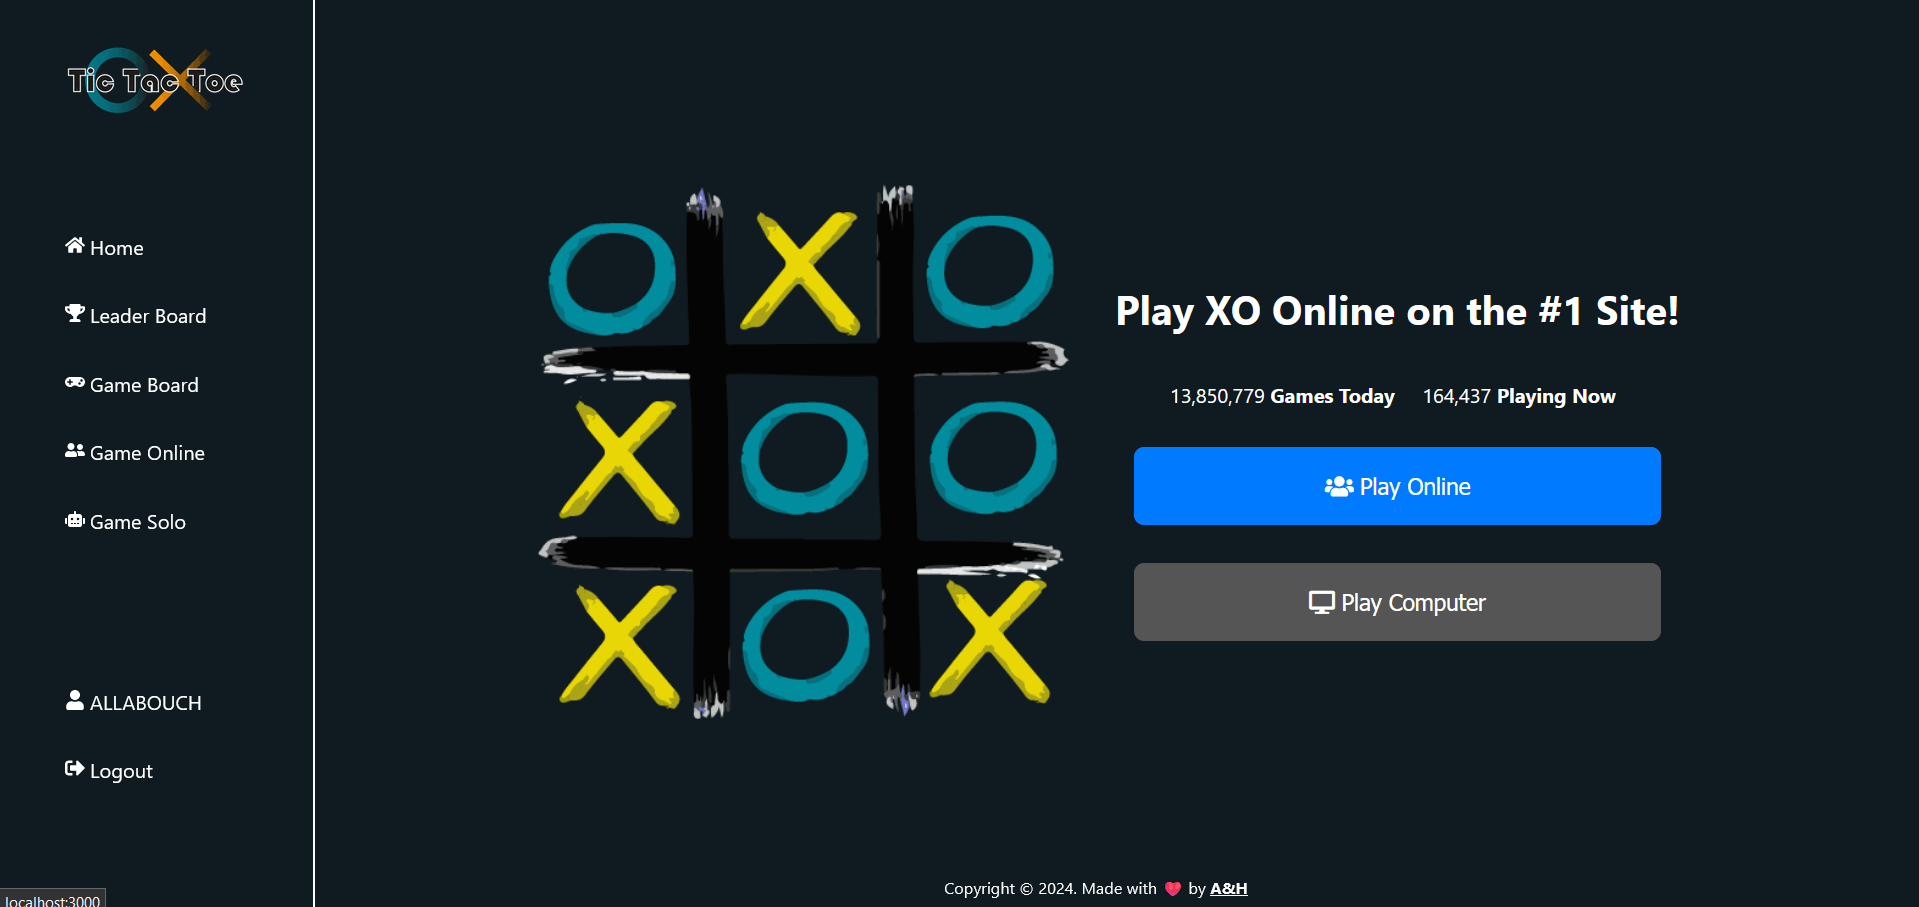 Tic Tac Toe
Home
Leader Board
Game Board
Game Online
Game Solo
ALLABOUCH
Logout
localhost:3000
O X O
X O O
X O X
Play XO Online on the #1 Site!
13,850,779 Games Today 164,437 Playing Now
Play Online
Play Computer
Copyright © 2024. Made with ❤️ by A&H